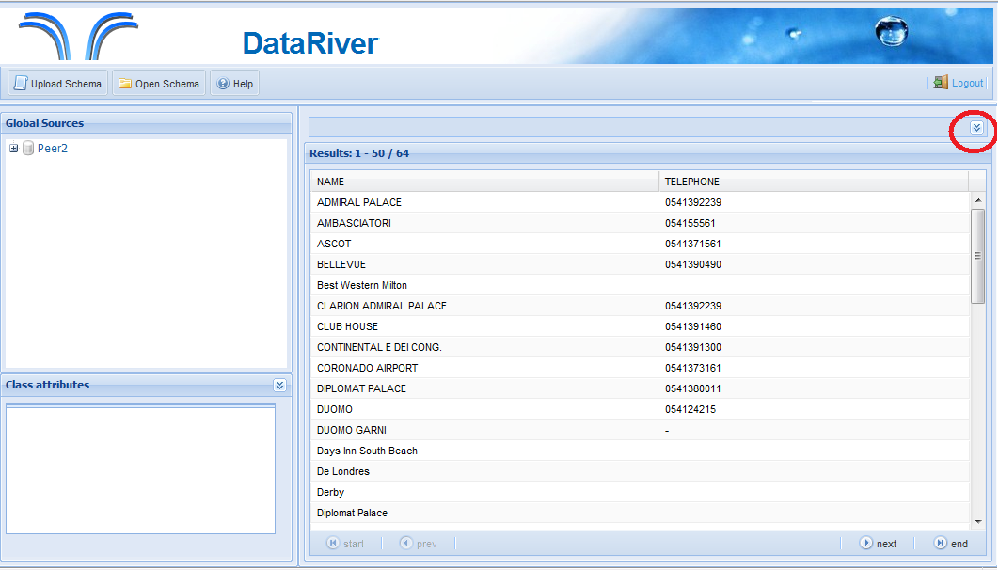 DataRiver
Upload Schema Open Schema Help Logout
Global Sources
Peer2
Class attributes
Results: 1 - 50 / 64
NAME TELEPHONE
ADMIRAL PALACE 0541392239
AMBASCIATORI 054155561
ASCOT 0541371561
BELLEVUE 0541390490
Best Western Milton
CLARION ADMIRAL PALACE 0541392239
CLUB HOUSE 0541391460
CONTINENTAL E DEI CONG. 0541391300
CORONADO AIRPORT 0541373161
DIPLOMAT PALACE 0541380011
DUOMO 054124215
DUOMO GARNI -
Days Inn South Beach
De Londres
Derby
Diplomat Palace
start prev next end